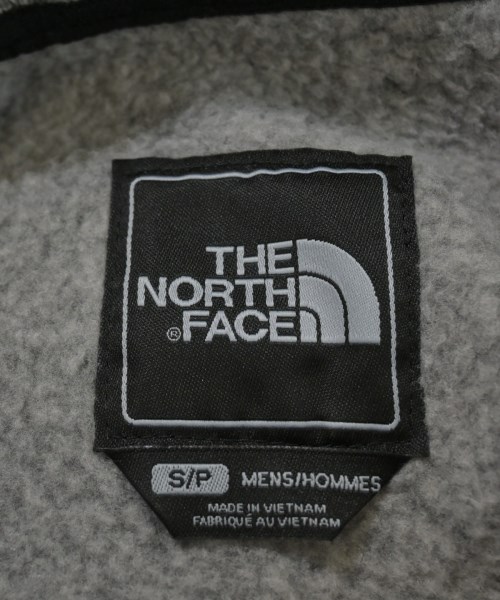 THE
NORTH
® FACE
S/P MENS/HOMMES
MADE IN VIETNAM
FABRIQUÉ AU VIETNAM